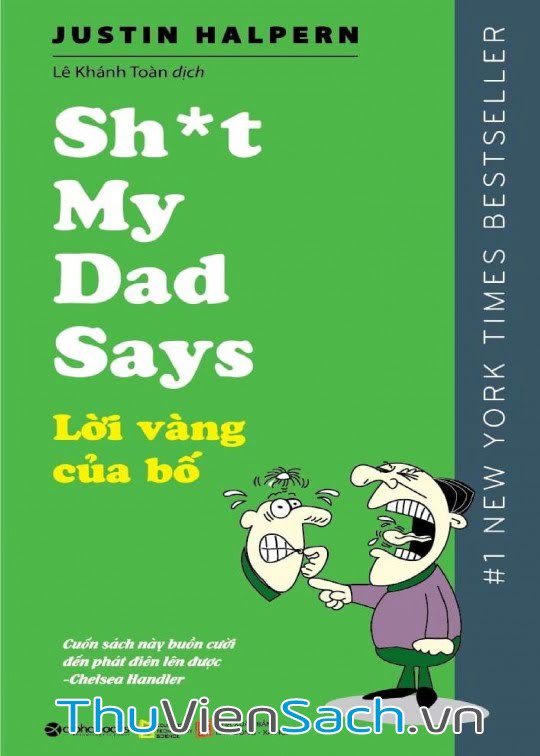 JUSTIN HALPERN
Lê Khánh Toàn dịch
Sh*t
My
Dad
Says
Lời vàng
của bố
#1 NEW YORK TIMES BESTSELLER
Cuốn sách này buồn cười
đến phát điên lên được
-Chelsea Handler
ThuVienSach.vn